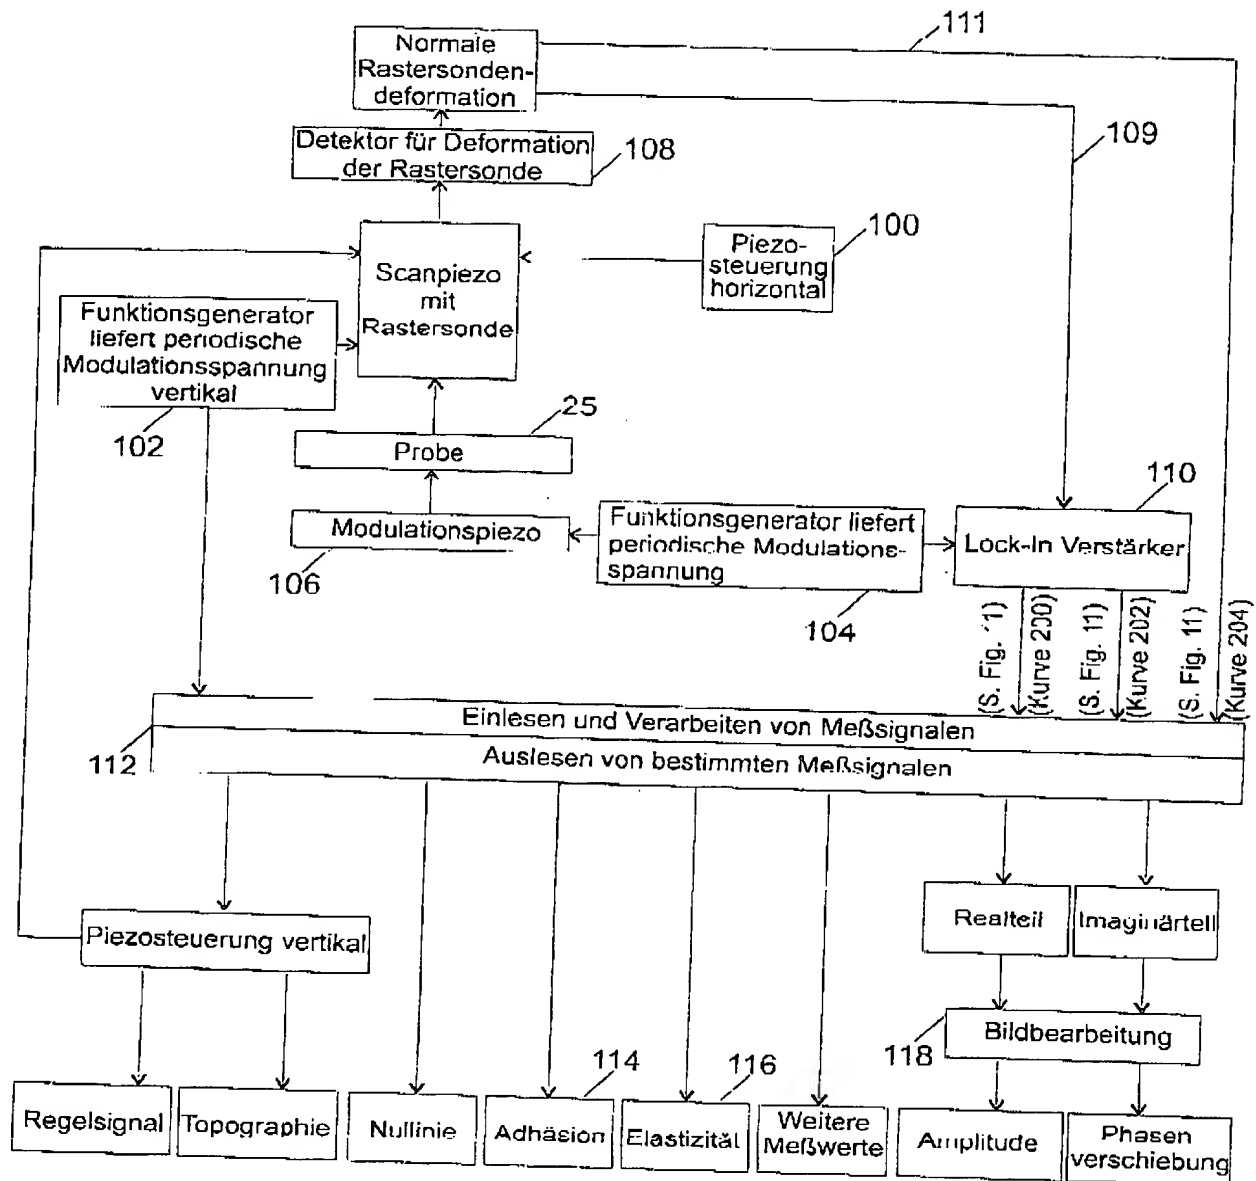 111
Normale
Rastersonden-
deformation
109
Detektor für Deformation
der Rastersonde
108
100
Piezo-
steuerung
horizontal
Scanpiezo
mit
Rastersonde
Funktionsgenerator
liefert periodische
Modulationsspannung
vertikal
102
25
Probe
110
Modulationspiezo
106
Funktionsgenerator liefert
periodische Modulations-
spannung
104
Lock-In Verstärker
(S. Fig. 11)
(Kurve 200)
(S. Fig. 11)
(Kurve 202)
(S. Fig. 11)
(Kurve 204)
Einlesen und Verarbeiten von Meßsignalen
112
Auslesen von bestimmten Meßsignalen
Realteil
Imaginärteil
Piezosteuerung vertikal
Bildbearbeitung
118
114
116
Regelsignal
Topographie
Nullinie
Adhäsion
Elastizität
Weitere
Meßwerte
Amplitude
Phasen
verschiebung